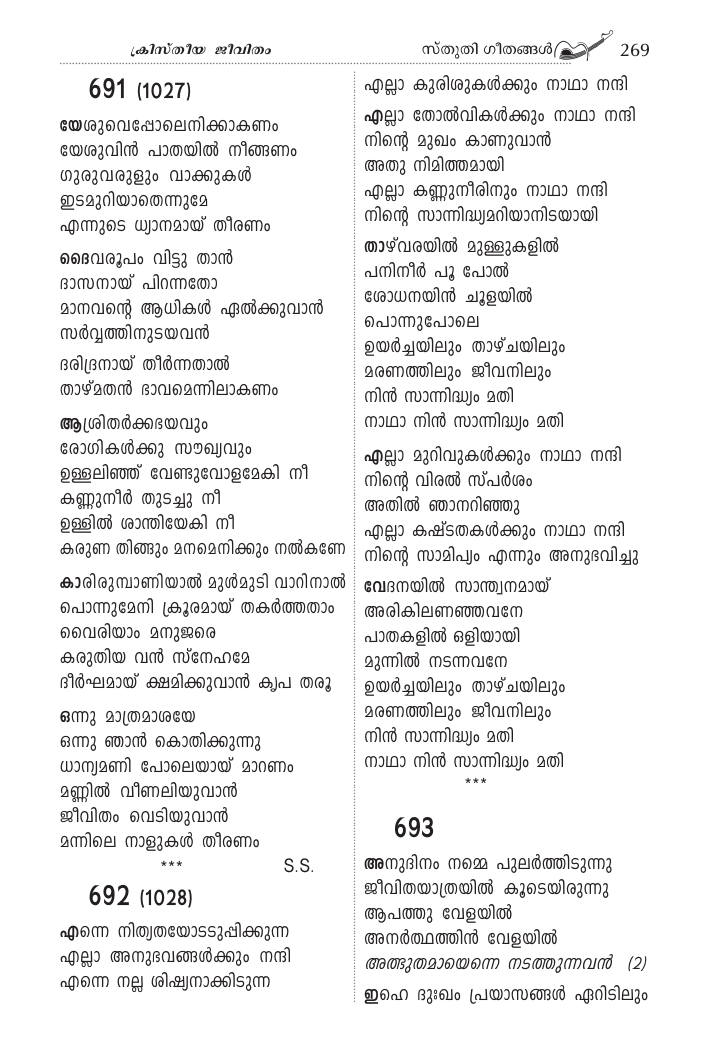 ക്രിസ്തീയ ജീവിതം
സ്തുതി ഗീതങ്ങൾ 269
691 (1027)
യേശുവെപ്പോലെനിക്കാകണം
യേശുവിൻ പാതയിൽ നീങ്ങണം
ഗുരുവരുളും വാക്കുകൾ
ഇടമുറിയാതെന്നുമേ
എന്നുടെ ധ്യാനമായ് തീരണം
ദൈവരൂപം വിട്ടു താൻ
ദാസനായ് പിറന്നതോ
മാനവന്റെ ആധികൾ ഏൽക്കുവാൻ
സർവ്വത്തിനുടയവൻ
ദരിദ്രനായ് തീർന്നതാൽ
താഴ്മതൻ ഭാവമെന്നിലാകണം
ആശ്രിതർക്കഭയവും
രോഗികൾക്കു സൗഖ്യവും
ഉള്ളലിഞ്ഞ് വേണ്ടുവോളമേകി നീ
കണ്ണുനീർ തുടച്ചു നീ
ഉള്ളിൽ ശാന്തിയേകി നീ
കരുണ തിങ്ങും മനമെനിക്കും നൽകണേ
കാരിരുമ്പാണിയാൽ മുൾമുടി വാറിനാൽ
പൊന്നുമേനി ക്രൂരമായ് തകർത്തതാം
വൈരിയാം മനുജരെ
കരുതിയ വൻ സ്നേഹമേ
ദീർഘമായ് ക്ഷമിക്കുവാൻ കൃപ തരൂ
ഒന്നു മാത്രമാശയേ
ഒന്നു ഞാൻ കൊതിക്കുന്നു
ധാന്യമണി പോലെയായ് മാറണം
മണ്ണിൽ വീണലിയുവാൻ
ജീവിതം വെടിയുവാൻ
മന്നിലെ നാളുകൾ തീരണം
*** S.S.
692 (1028)
എന്നെ നിത്യതയോടടുപ്പിക്കുന്ന
എല്ലാ അനുഭവങ്ങൾക്കും നന്ദി
എന്നെ നല്ല ശിഷ്യനാക്കിടുന്ന
എല്ലാ കുരിശുകൾക്കും നാഥാ നന്ദി
എല്ലാ തോൽവികൾക്കും നാഥാ നന്ദി
നിന്റെ മുഖം കാണുവാൻ
അതു നിമിത്തമായി
എല്ലാ കണ്ണുനീരിനും നാഥാ നന്ദി
നിന്റെ സാന്നിദ്ധ്യമറിയാനിടയായി
താഴ്വരയിൽ മുള്ളുകളിൽ
പനിനീർ പൂ പോൽ
ശോധനയിൻ ചൂളയിൽ
പൊന്നുപോലെ
ഉയർച്ചയിലും താഴ്ചയിലും
മരണത്തിലും ജീവനിലും
നിൻ സാന്നിദ്ധ്യം മതി
നാഥാ നിൻ സാന്നിദ്ധ്യം മതി
എല്ലാ മുറിവുകൾക്കും നാഥാ നന്ദി
നിന്റെ വിരൽ സ്പർശം
അതിൽ ഞാനറിഞ്ഞു
എല്ലാ കഷ്ടതകൾക്കും നാഥാ നന്ദി
നിന്റെ സാമിപ്യം എന്നും അനുഭവിച്ചു
വേദനയിൽ സാന്ത്വനമായ്
അരികിലണഞ്ഞവനേ
പാതകളിൽ ഒളിയായി
മുന്നിൽ നടന്നവനേ
ഉയർച്ചയിലും താഴ്ചയിലും
മരണത്തിലും ജീവനിലും
നിൻ സാന്നിദ്ധ്യം മതി
നാഥാ നിൻ സാന്നിദ്ധ്യം മതി
***
693
അനുദിനം നമ്മെ പുലർത്തിടുന്നു
ജീവിതയാത്രയിൽ കൂടെയിരുന്നു
ആപത്തു വേളയിൽ
അനർത്ഥത്തിൻ വേളയിൽ
അത്ഭുതമായെന്നെ നടത്തുന്നവൻ (2)
ഇഹെ ദുഃഖം പ്രയാസങ്ങൾ ഏറിടിലും